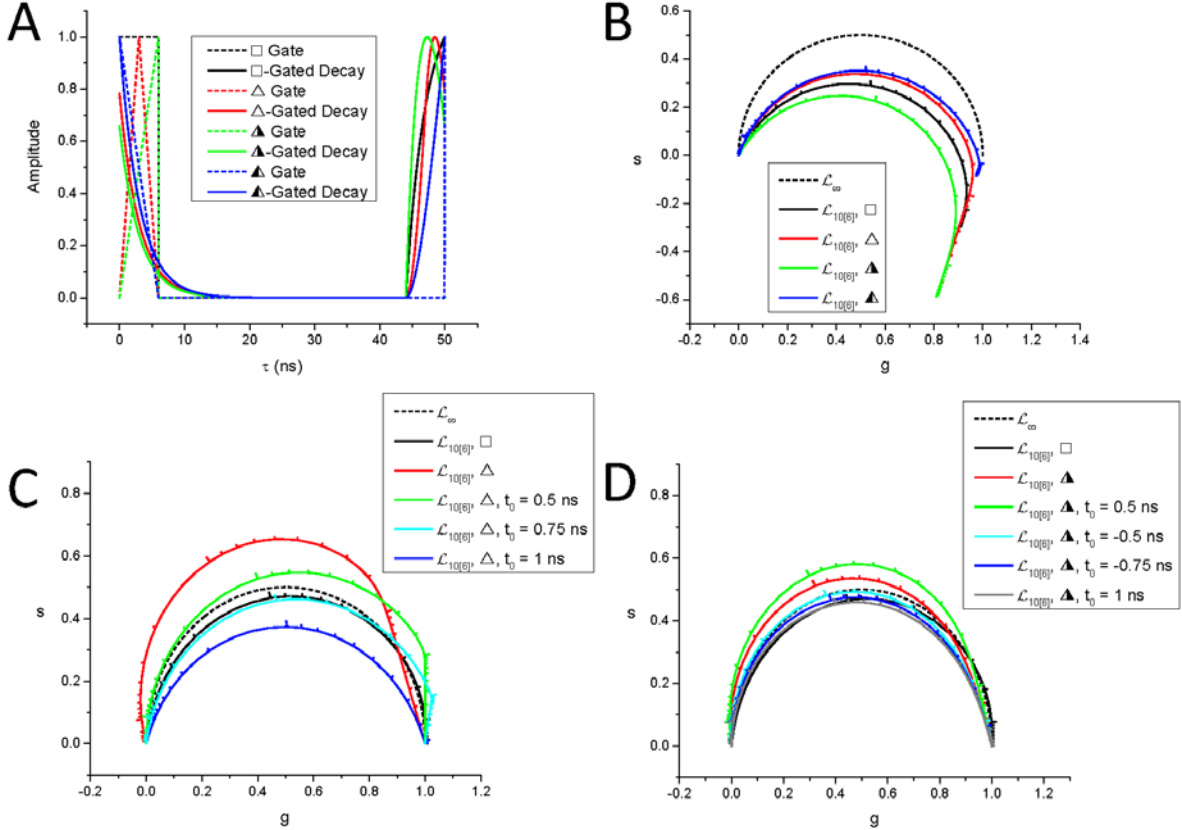 A
Amplitude
1.0
0.8
0.6
0.4
0.2
0.0
0
10
20
30
40
50
τ (ns)
□ Gate
□-Gated Decay
△ Gate
△-Gated Decay
◮ Gate
◮-Gated Decay
◭ Gate
◭-Gated Decay
B
s
0.6
0.4
0.2
0.0
-0.2
-0.4
-0.6
-0.2
0.0
0.2
0.4
0.6
0.8
1.0
1.2
1.4
g
ℒ∞
ℒ10[6], □
ℒ10[6], △
ℒ10[6], ◮
ℒ10[6], ◭
C
ℒ∞
ℒ10[6], □
ℒ10[6], △
ℒ10[6], △, t0 = 0.5 ns
ℒ10[6], △, t0 = 0.75 ns
ℒ10[6], △, t0 = 1 ns
s
0.8
0.6
0.4
0.2
0.0
-0.2
0.0
0.2
0.4
0.6
0.8
1.0
1.2
g
D
ℒ∞
ℒ10[6], □
ℒ10[6], ◮
ℒ10[6], ◮, t0 = 0.5 ns
ℒ10[6], ◮, t0 = -0.5 ns
ℒ10[6], ◮, t0 = -0.75 ns
ℒ10[6], ◮, t0 = 1 ns
s
0.8
0.6
0.4
0.2
0.0
-0.2
0.0
0.2
0.4
0.6
0.8
1.0
1.2
g